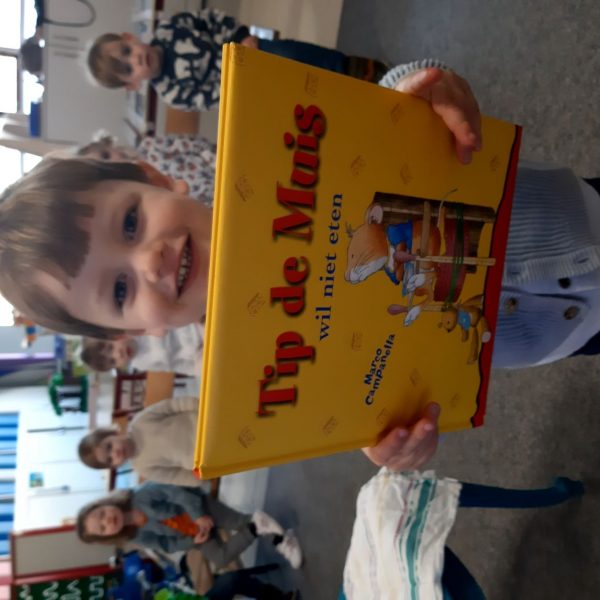 Tip de Muis
wil niet eten
Marco
Campanella